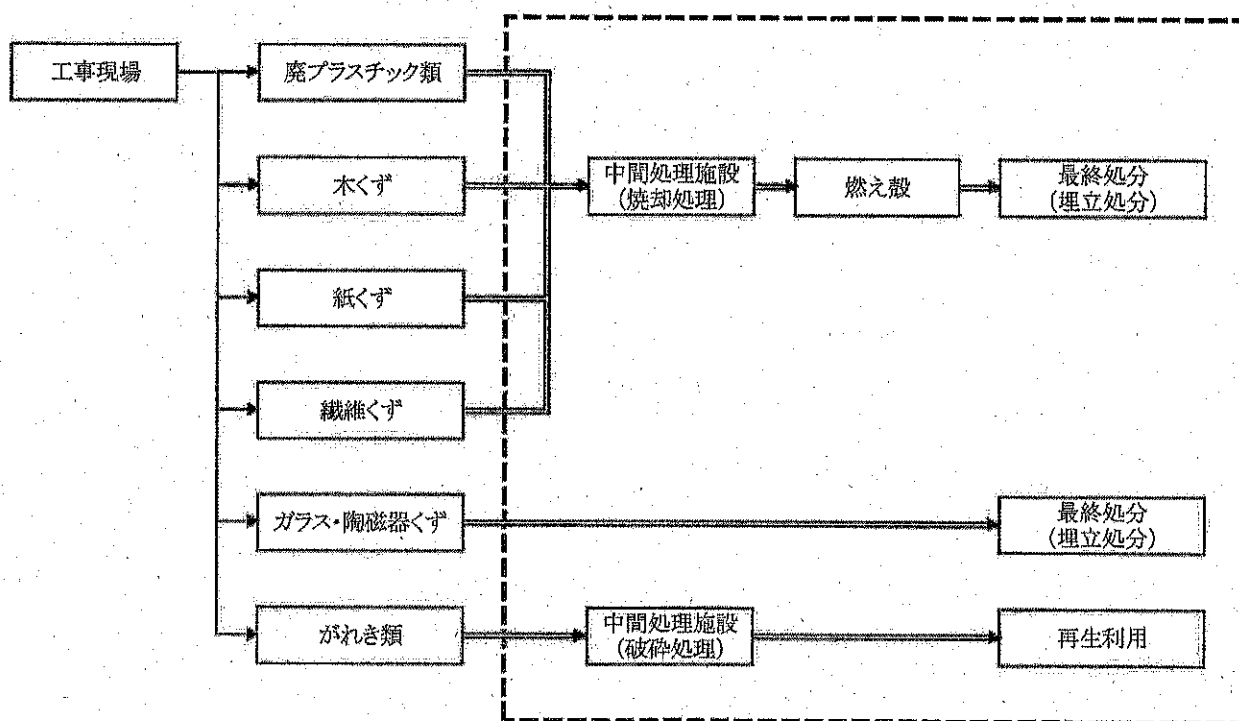 工事現場
廃プラスチック類
木くず
中間処理施設
(焼却処理)
燃え殻
最終処分
(埋立処分)
紙くず
繊維くず
ガラス・陶磁器くず
最終処分
(埋立処分)
がれき類
中間処理施設
(破砕処理)
再生利用